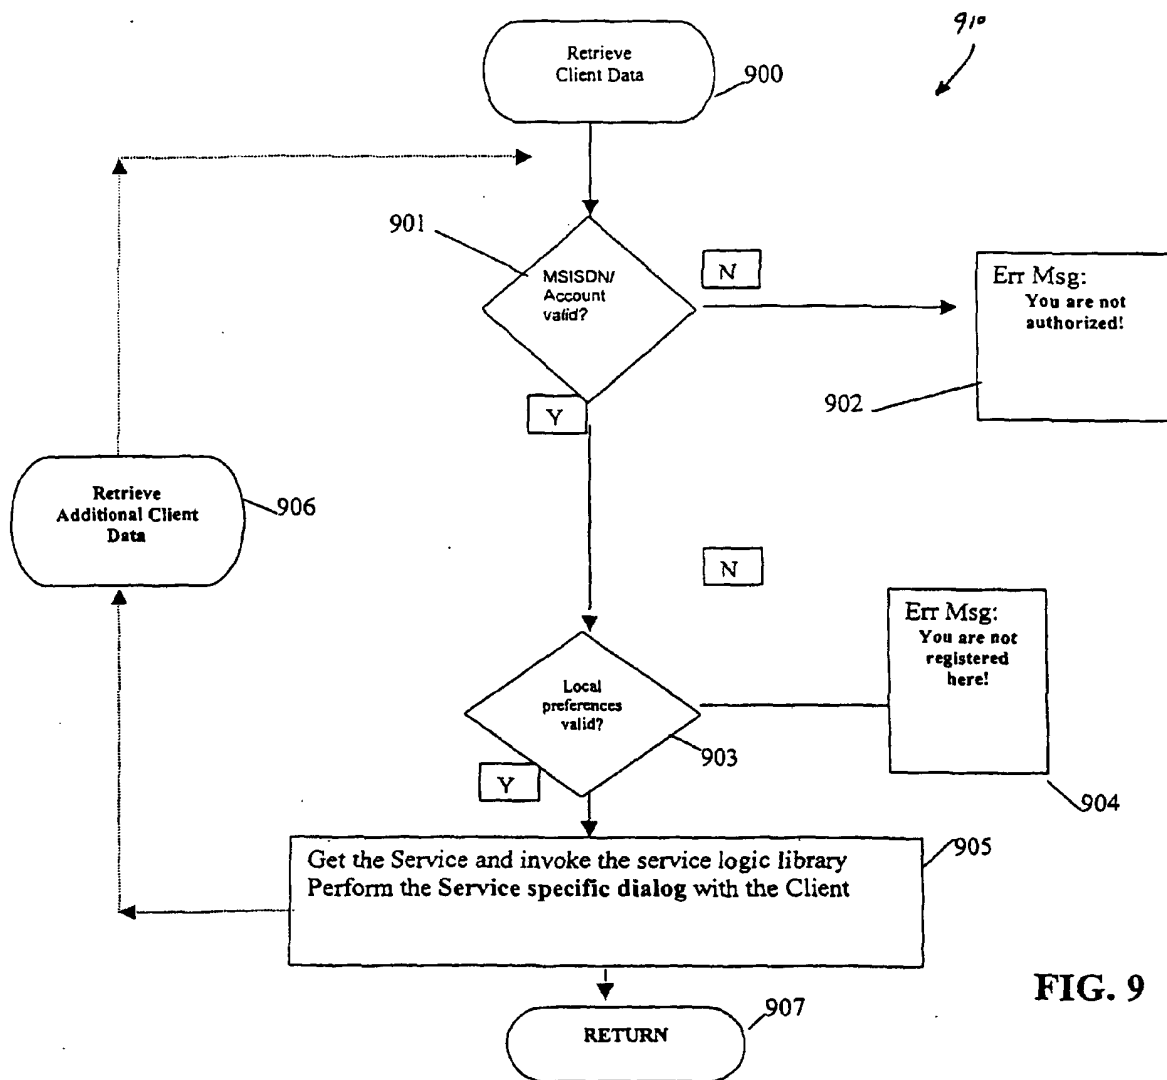 910
Retrieve
Client Data
900
901
MSISDN/
Account
valid?
N
Err Msg:
You are not
authorized!
902
Y
Retrieve
Additional Client
Data
906
N
Err Msg:
You are not
registered
here!
904
Local
preferences
valid?
903
Y
Get the Service and invoke the service logic library
Perform the Service specific dialog with the Client
905
RETURN
907
FIG. 9